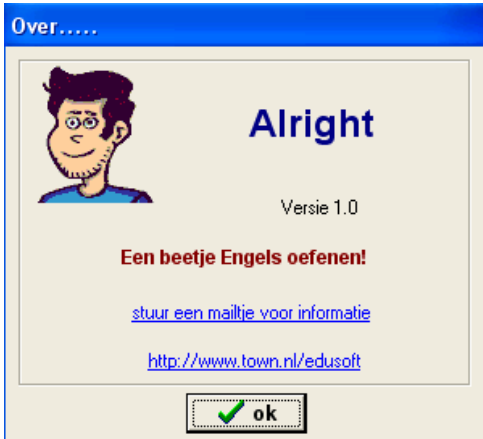 Over.....
Alright
Versie 1.0
Een beetje Engels oefenen!
stuur een mailtje voor informatie
http://www.town.nl/edusoft
ok